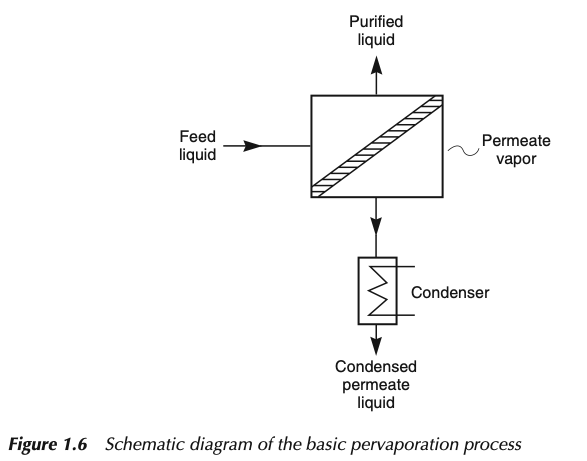 Purified
liquid
Feed
liquid
Permeate
vapor
Condenser
Condensed
permeate
liquid
Figure 1.6 Schematic diagram of the basic pervaporation process